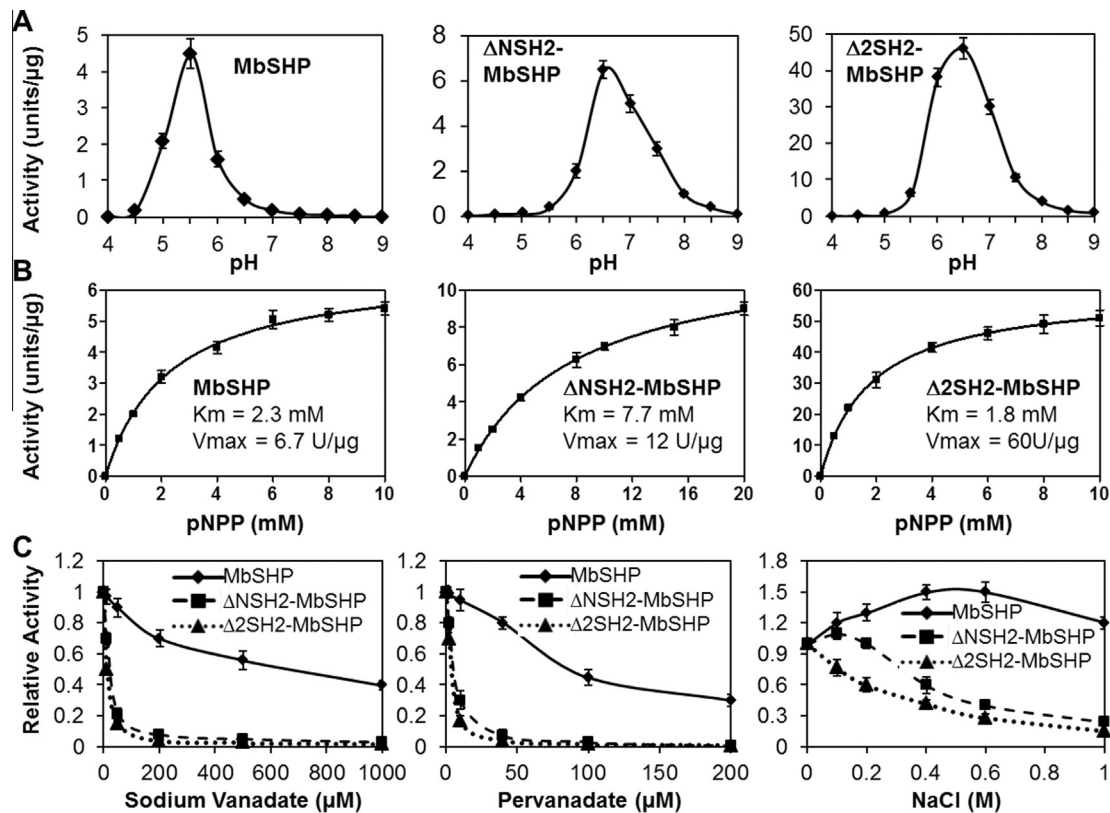 A
Activity (units/µg)
5
4
3
2
1
0
MbSHP
4 5 6 7 8 9
pH
8
6
4
2
0
ΔNSH2-
MbSHP
4 5 6 7 8 9
pH
50
40
30
20
10
0
Δ2SH2-
MbSHP
4 5 6 7 8 9
pH
B
Activity (units/µg)
6
5
4
3
2
1
0
MbSHP
Km = 2.3 mM
Vmax = 6.7 U/µg
0 2 4 6 8 10
pNPP (mM)
10
8
6
4
2
0
ΔNSH2-MbSHP
Km = 7.7 mM
Vmax = 12 U/µg
0 4 8 12 16 20
pNPP (mM)
60
50
40
30
20
10
0
Δ2SH2-MbSHP
Km = 1.8 mM
Vmax = 60U/µg
0 2 4 6 8 10
pNPP (mM)
C
Relative Activity
1.2
1
0.8
0.6
0.4
0.2
0
MbSHP
ΔNSH2-MbSHP
Δ2SH2-MbSHP
0 200 400 600 800 1000
Sodium Vanadate (µM)
1.2
1
0.8
0.6
0.4
0.2
0
MbSHP
ΔNSH2-MbSHP
Δ2SH2-MbSHP
0 50 100 150 200
Pervanadate (µM)
1.8
1.5
1.2
0.9
0.6
0.3
0
MbSHP
ΔNSH2-MbSHP
Δ2SH2-MbSHP
0 0.2 0.4 0.6 0.8 1
NaCl (M)